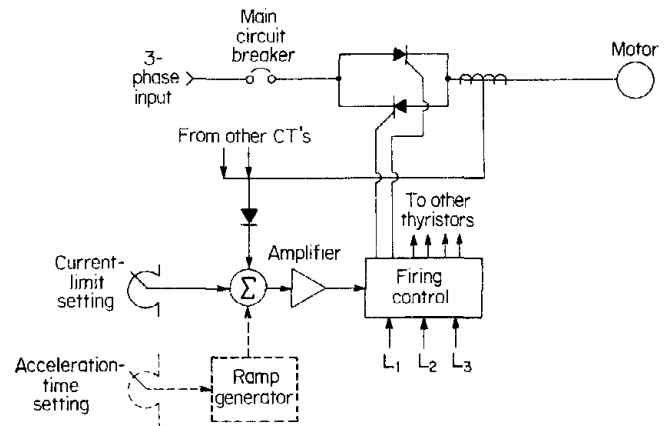 Main
circuit
breaker
3-
phase
input
Motor
From other CT's
To other
thyristors
Amplifier
Current-
limit
setting
Σ
Firing
control
Acceleration-
time
setting
Ramp
generator
L1 L2 L3